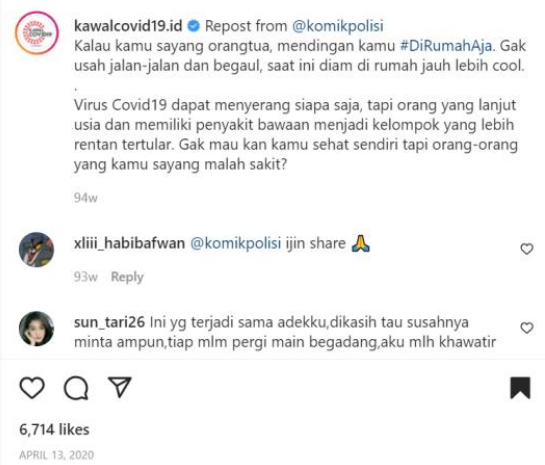 kawalcovid19.id Repost from @komikpolisi
Kalau kamu sayang orangtua, mendingan kamu #DiRumahAja. Gak
usah jalan-jalan dan begaul, saat ini diam di rumah jauh lebih cool.
.
Virus Covid19 dapat menyerang siapa saja, tapi orang yang lanjut
usia dan memiliki penyakit bawaan menjadi kelompok yang lebih
rentan tertular. Gak mau kan kamu sehat sendiri tapi orang-orang
yang kamu sayang malah sakit?
94w
xliii_habibafwan @komikpolisi ijin share 🙏
93w Reply
sun_tari26 Ini yg terjadi sama adekku,dikasih tau susahnya
minta ampun,tiap mlm pergi main begadang,aku mlh khawatir
6,714 likes
APRIL 13, 2020